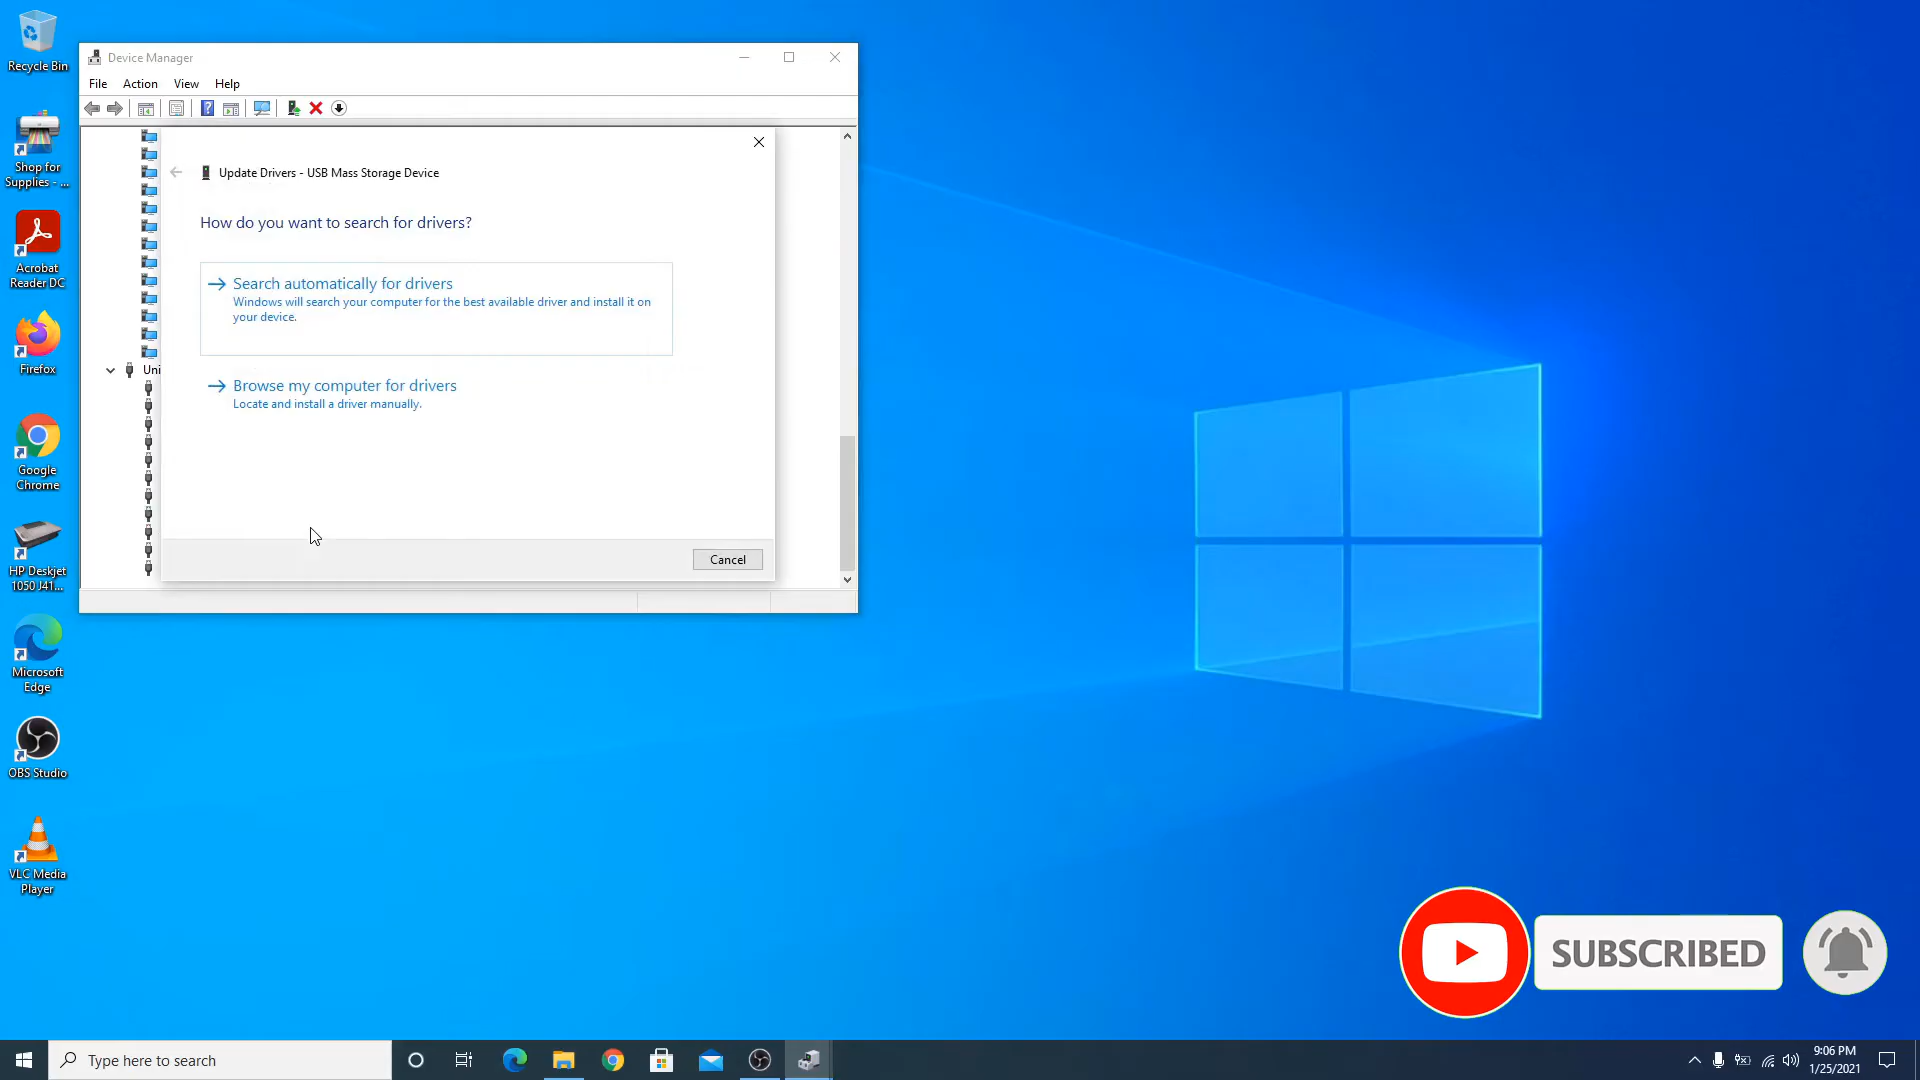 Recycle Bin
Shop for
Supplies - ...
Acrobat
Reader DC
Firefox
Google
Chrome
HP Deskjet
1050 J41...
Microsoft
Edge
OBS Studio
VLC Media
Player
Device Manager
File Action View Help
Uni
Update Drivers - USB Mass Storage Device
How do you want to search for drivers?
Search automatically for drivers
Windows will search your computer for the best available driver and install it on
your device.
Browse my computer for drivers
Locate and install a driver manually.
Cancel
SUBSCRIBED
Type here to search
9:06 PM
1/25/2021